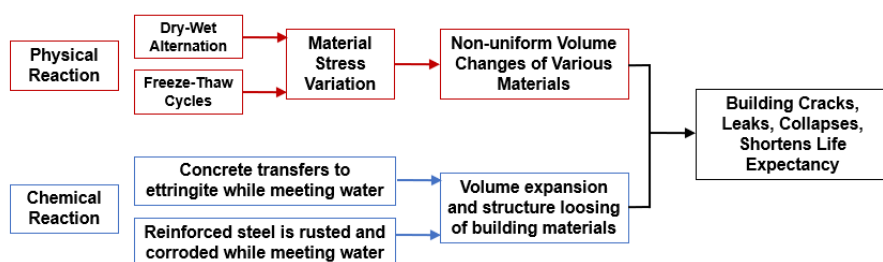 Physical
Reaction
Dry-Wet
Alternation
Freeze-Thaw
Cycles
Material
Stress
Variation
Non-uniform Volume
Changes of Various
Materials
Chemical
Reaction
Concrete transfers to
ettringite while meeting water
Reinforced steel is rusted and
corroded while meeting water
Volume expansion
and structure loosing
of building materials
Building Cracks,
Leaks, Collapses,
Shortens Life
Expectancy